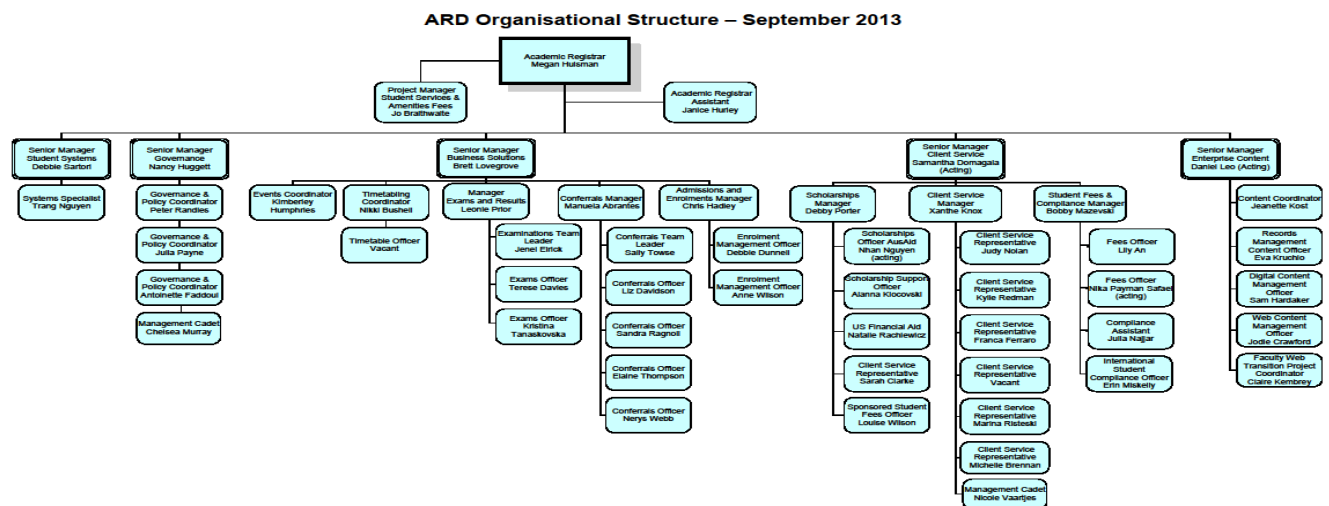 ARD Organisational Structure – September 2013
Academic Registrar
Megan Huisman
Project Manager
Student Services &
Amenities Fees
Jo Braithwaite
Academic Registrar
Assistant
Janice Hurley
Senior Manager
Student Systems
Debbie Sartori
Senior Manager
Governance
Nancy Huggett
Senior Manager
Business Solutions
Brett Lovegrove
Senior Manager
Client Service
Samantha Domagala
(Acting)
Senior Manager
Enterprise Content
Daniel Leo (Acting)
Systems Specialist
Trang Nguyen
Governance &
Policy Coordinator
Peter Randles
Governance &
Policy Coordinator
Julia Payne
Governance &
Policy Coordinator
Antoinette Faddoul
Management Cadet
Chelsea Murray
Events Coordinator
Kimberley
Humphries
Timetabling
Coordinator
Nikki Bushell
Timetable Officer
Vacant
Manager
Exams and Results
Leonie Prior
Examinations Team
Leader
Jenel Elrick
Exams Officer
Terese Davies
Exams Officer
Kristina
Tanaskovska
Conferrals Manager
Manuela Abrantes
Conferrals Team
Leader
Sally Towse
Conferrals Officer
Liz Davidson
Conferrals Officer
Sandra Ragnoli
Conferrals Officer
Elaine Thompson
Conferrals Officer
Nerys Webb
Admissions and
Enrolments Manager
Chris Hadley
Enrolment
Management Officer
Debbie Dunnell
Enrolment
Management Officer
Anne Wilson
Scholarships
Manager
Debby Porter
Scholarships
Officer AusAid
Nhan Nguyen
(acting)
Scholarship Support
Officer
Alanna Klocovski
US Financial Aid
Natalie Rachiewicz
Client Service
Representative
Sarah Clarke
Sponsored Student
Fees Officer
Louise Wilson
Client Service
Manager
Xanthe Knox
Client Service
Representative
Judy Nolan
Client Service
Representative
Kylie Redman
Client Service
Representative
Franca Ferraro
Client Service
Representative
Vacant
Client Service
Representative
Marina Risteski
Client Service
Representative
Michelle Brennan
Management Cadet
Nicole Vaartjes
Student Fees &
Compliance Manager
Bobby Mazevski
Fees Officer
Lily An
Fees Officer
Nika Payman Safaei
(acting)
Compliance
Assistant
Julia Najjar
International
Student
Compliance Officer
Erin Miskelly
Content Coordinator
Jeanette Kost
Records
Management
Content Officer
Eva Kruchio
Digital Content
Management
Officer
Sam Hardaker
Web Content
Management
Officer
Jodie Crawford
Faculty Web
Transition Project
Coordinator
Claire Kembrey